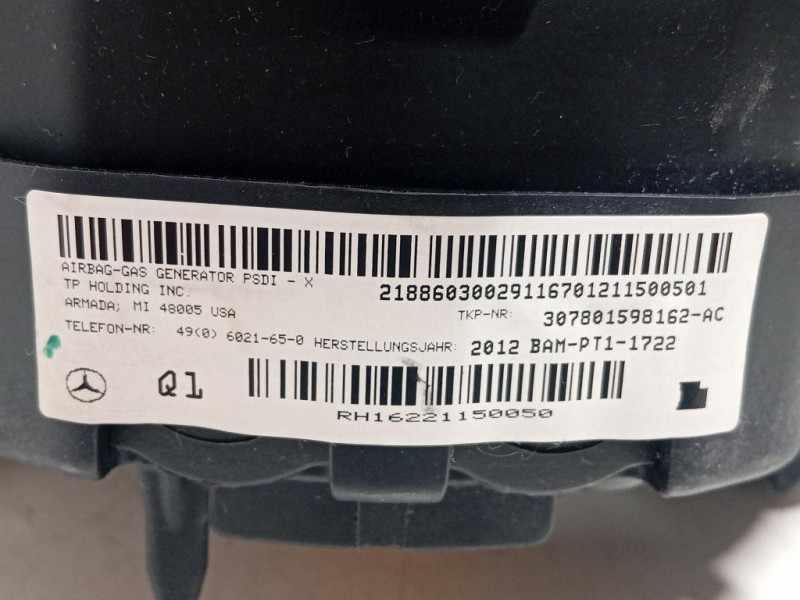 AIRBAG-GAS GENERATOR PSDI - X
21886030029116701211500501
TP HOLDING INC.
TKP-NR: 307801598162-AC
ARMADA; MI 48005 USA
TELEFON-NR: 49(0) 6021-65-0 HERSTELLUNGSJAHR: 2012 BAM-PT1-1722
Q1
RH16221150050